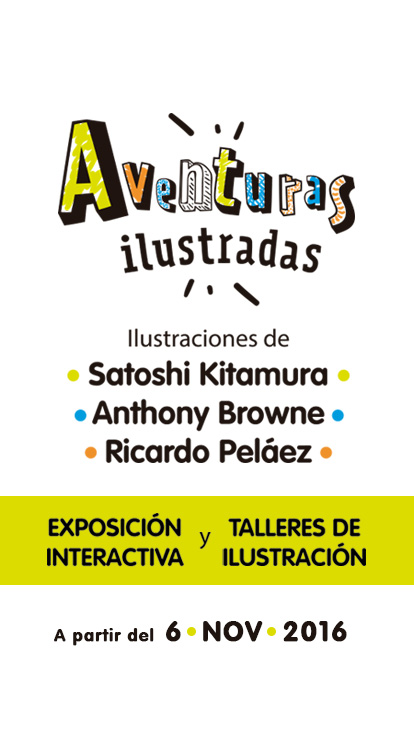 Aventuras
ilustradas
Ilustraciones de
• Satoshi Kitamura •
• Anthony Browne •
• Ricardo Peláez •
EXPOSICIÓN
INTERACTIVA
y
TALLERES DE
ILUSTRACIÓN
A partir del 6 • NOV • 2016